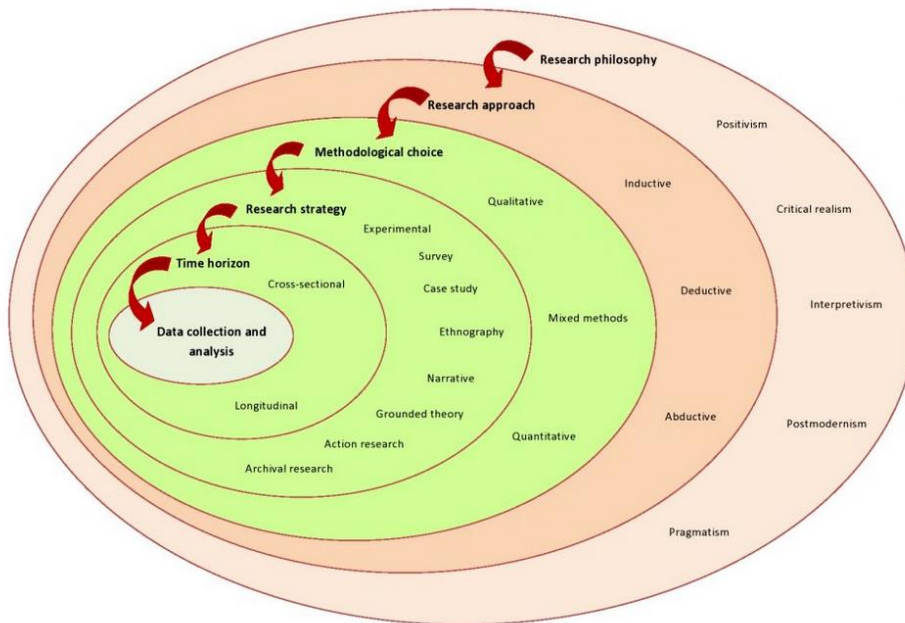 Research philosophy
Research approach
Methodological choice
Research strategy
Time horizon
Data collection and
analysis
Positivism
Critical realism
Interpretivism
Postmodernism
Pragmatism
Inductive
Deductive
Abductive
Qualitative
Mixed methods
Quantitative
Experimental
Survey
Case study
Ethnography
Narrative
Grounded theory
Action research
Archival research
Cross-sectional
Longitudinal